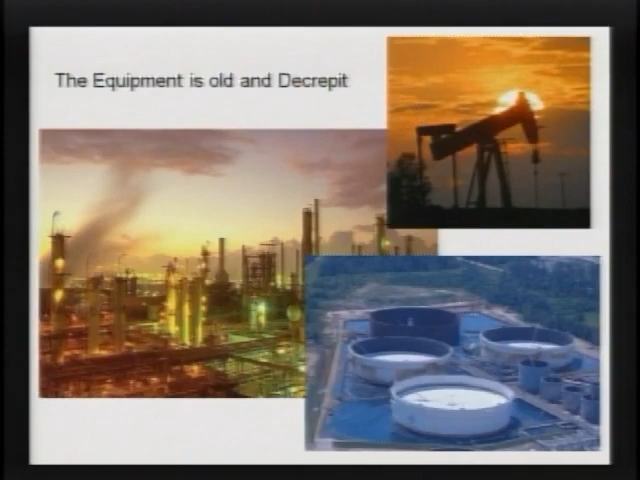 The Equipment is old and Decrepit